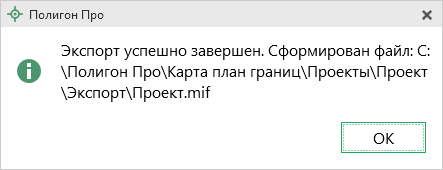 Полигон Про
Экспорт успешно завершен. Сформирован файл: C:
\Полигон Про\Карта план границ\Проекты\Проект
\Экспорт\Проект.mif
OK